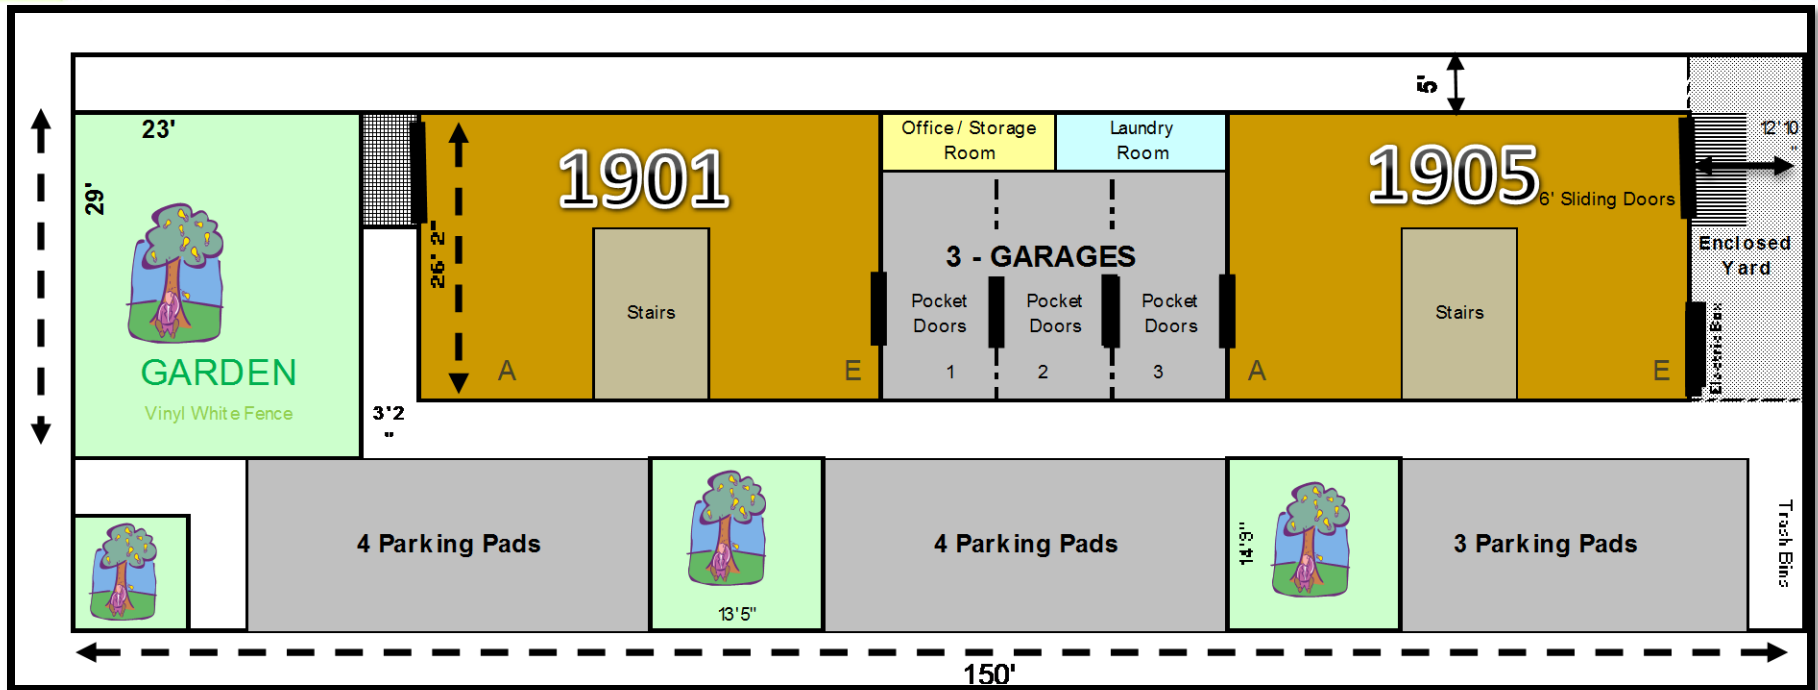 5'
23'
29'
Office / Storage
Room
Laundry
Room
12'10
"
1901
1905
6' Sliding Doors
26' 2"
3 - GARAGES
Enclosed
Yard
Stairs
Pocket
Doors
Pocket
Doors
Pocket
Doors
Stairs
Electric Box
GARDEN
Vinyl White Fence
A
E
1
2
3
A
E
3'2
"
4 Parking Pads
13'5"
4 Parking Pads
14'9"
3 Parking Pads
Trash Bins
150'